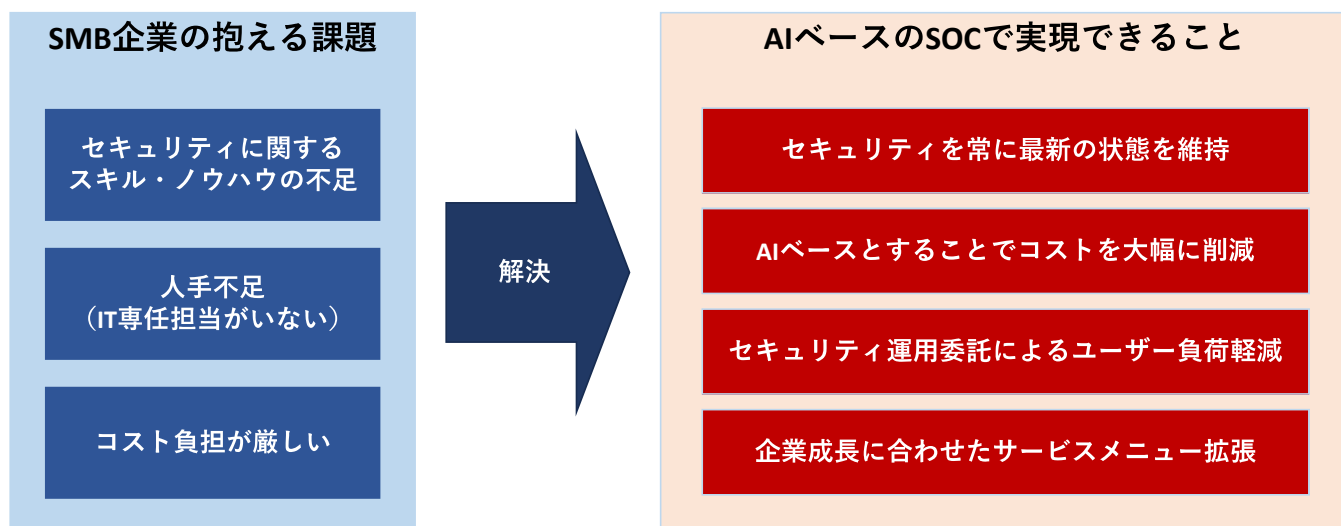 SMB企業の抱える課題
セキュリティに関する
スキル・ノウハウの不足
人手不足
（IT専任担当がいない）
コスト負担が厳しい
解決
AIベースのSOCで実現できること
セキュリティを常に最新の状態を維持
AIベースとすることでコストを大幅に削減
セキュリティ運用委託によるユーザー負荷軽減
企業成長に合わせたサービスメニュー拡張